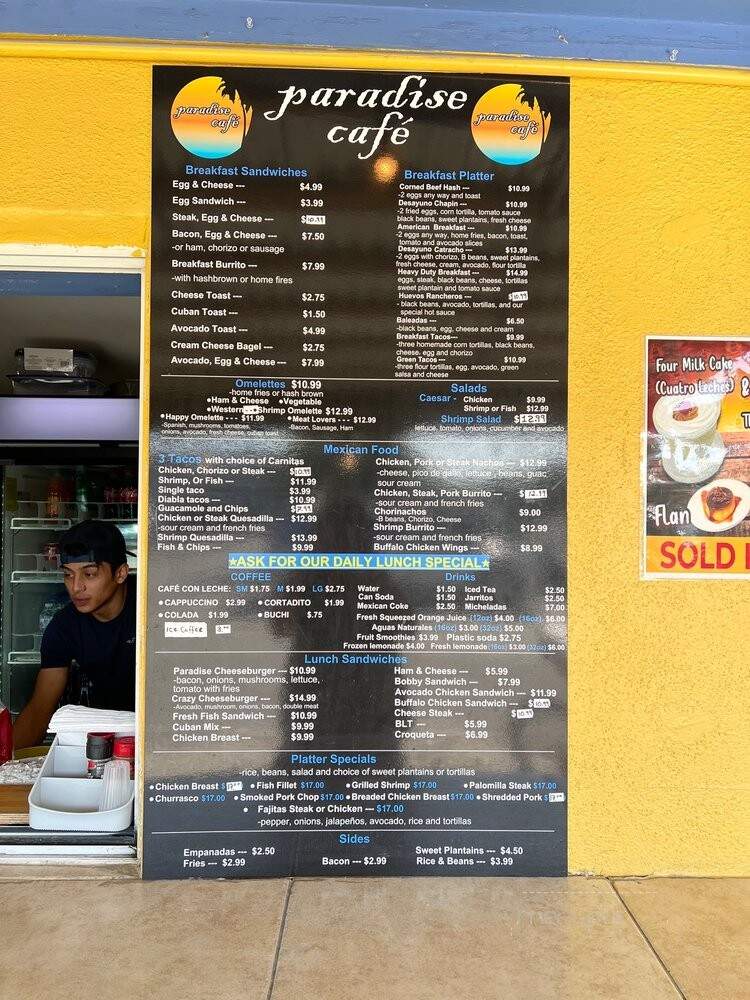 paradise
café
paradise
café
paradise
café
Breakfast Sandwiches
Egg & Cheese --- $4.99
Egg Sandwich --- $3.99
Steak, Egg & Cheese --- $10.99
Bacon, Egg & Cheese --- $7.50
-or ham, chorizo or sausage
Breakfast Burrito --- $7.99
-with hashbrown or home fires
Cheese Toast --- $2.75
Cuban Toast --- $1.50
Avocado Toast --- $4.99
Cream Cheese Bagel --- $2.75
Avocado, Egg & Cheese --- $7.99
Breakfast Platter
Corned Beef Hash --- $10.99
-2 eggs any way and toast
Desayuno Chapin --- $10.99
-2 fried eggs, corn tortilla, tomato sauce
black beans, sweet plantains, fresh cheese
American Breakfast --- $10.99
-2 eggs any way, home fries, bacon, toast,
tomato and avocado slices
Desayuno Catracho --- $13.99
-2 eggs with chorizo, B beans, sweet plantains,
fresh cheese, cream, avocado, flour tortilla
Heavy Duty Breakfast --- $14.99
eggs, steak, black beans, cheese, tortillas
sweet plantain and tomato sauce
Huevos Rancheros --- $10.99
- black beans, avocado, tortillas, and our
special hot sauce
Baleadas --- $6.50
-black beans, egg, cheese and cream
Breakfast Tacos--- $9.99
-three homemade corn tortillas, black beans,
cheese, egg and chorizo
Green Tacos --- $10.99
-three flour tortillas, egg, avocado, green
salsa and cheese
Omelettes $10.99
-home fries or hash brown
•Ham & Cheese •Vegetable
•Western --- Shrimp Omelette $12.99
•Happy Omelette --- $11.99 •Meat Lovers --- $12.99
-Spanish, mushrooms, tomatoes, -Bacon, Sausage, Ham
onions, avocado, fresh cheese, cuban toast
Salads
Caesar - Chicken $9.99
Shrimp or Fish $12.99
Shrimp Salad $12.99
lettuce, tomato, onions, cucumber and avocado
Mexican Food
3 Tacos with choice of Carnitas
Chicken, Chorizo or Steak --- $10.99
Shrimp, Or Fish --- $11.99
Single taco $3.99
Diabla tacos --- $10.99
Guacamole and Chips
Chicken or Steak Quesadilla --- $12.99
-sour cream and french fries
Shrimp Quesadilla --- $13.99
Fish & Chips --- $9.99
Chicken, Pork or Steak Nachos --- $12.99
-cheese, pico de gallo, lettuce , beans, guac,
sour cream
Chicken, Steak, Pork Burrito --- $12.99
-sour cream and french fries
Chorinachos $9.00
-B beans, Chorizo, Cheese
Shrimp Burrito --- $12.99
-sour cream and french fries
Buffalo Chicken Wings --- $8.99
★ASK FOR OUR DAILY LUNCH SPECIAL★
COFFEE
CAFÉ CON LECHE: SM $1.75 M $1.99 LG $2.75
•CAPPUCCINO $2.99 •CORTADITO $1.99
•COLADA $1.99 •BUCHI $.75
Ice Coffee
Drinks
Water $1.50 Iced Tea $2.50
Can Soda $1.50 Jarritos $2.50
Mexican Coke $2.50 Micheladas $7.00
Fresh Squeezed Orange Juice (12oz) $4.00 (16oz) $6.00
Aguas Naturales (16oz) $3.00 (32oz) $5.00
Fruit Smoothies $3.99 Plastic soda $2.75
Frozen lemonade $4.00 Fresh lemonade (16oz) $3.00 (32oz) $6.00
Lunch Sandwiches
Paradise Cheeseburger --- $10.99
-bacon, onions, mushrooms, lettuce,
tomato with fries
Crazy Cheeseburger --- $14.99
-Avocado, mushroom, onions, bacon, double meat
Fresh Fish Sandwich --- $10.99
Cuban Mix --- $9.99
Chicken Breast --- $9.99
Ham & Cheese --- $5.99
Bobby Sandwich --- $7.99
Avocado Chicken Sandwich --- $11.99
Buffalo Chicken Sandwich --- $10.99
Cheese Steak --- $10.99
BLT --- $5.99
Croqueta --- $6.99
Platter Specials
-rice, beans, salad and choice of sweet plantains or tortillas
•Chicken Breast $ •Fish Fillet $17.00 •Grilled Shrimp $17.00 •Palomilla Steak $17.00
•Churrasco $17.00 •Smoked Pork Chop $17.00 •Breaded Chicken Breast $17.00 •Shredded Pork $
• Fajitas Steak or Chicken --- $17.00
-pepper, onions, jalapeños, avocado, rice and tortillas
Sides
Empanadas --- $2.50 Sweet Plantains --- $4.50
Fries --- $2.99 Bacon --- $2.99 Rice & Beans --- $3.99
Four Milk Cake
(Cuatro Leches) &
Flan
SOLD